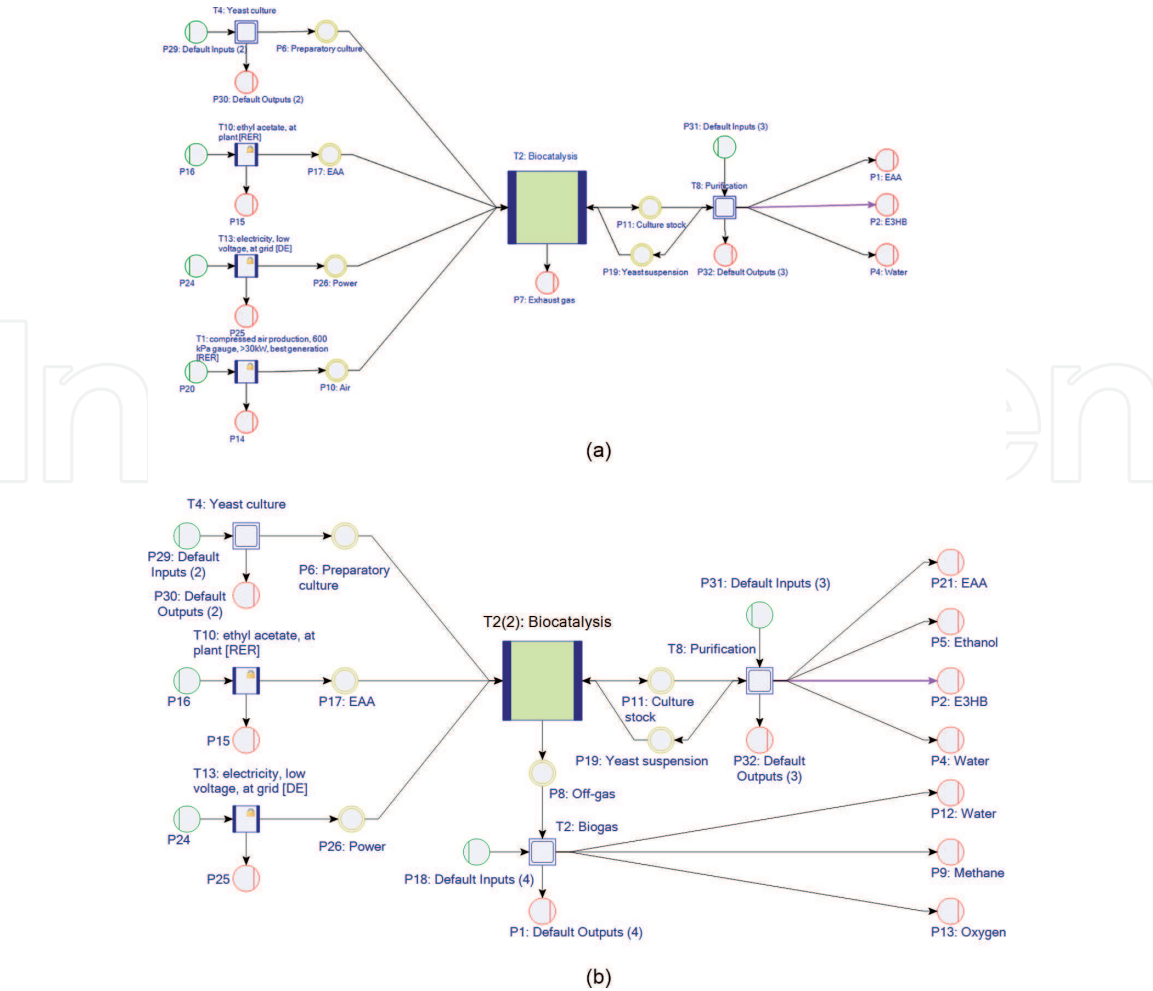 T4: Yeast culture
P29: Default Inputs (2)
P6: Preparatory culture
P30: Default Outputs (2)
T10: ethyl acetate, at
plant [RER]
P16
P17: EAA
P15
T13: electricity, low
voltage, at grid [DE]
P24
P26: Power
P25
T1: compressed air production, 600
kPa gauge, >30kW, best generation
[RER]
P20
P10: Air
P14
T2: Biocatalysis
P7: Exhaust gas
P11: Culture stock
P19: Yeast suspension
P31: Default Inputs (3)
T8: Purification
P32: Default Outputs (3)
P1: EAA
P2: E3HB
P4: Water
(a)
T4: Yeast culture
P29: Default
Inputs (2)
P6: Preparatory
culture
P30: Default
Outputs (2)
T10: ethyl acetate, at
plant [RER]
P16
P17: EAA
P15
T13: electricity, low
voltage, at grid [DE]
P24
P26: Power
P25
T2(2): Biocatalysis
P11: Culture
stock
P19: Yeast suspension
P8: Off-gas
T2: Biogas
P18: Default Inputs (4)
P1: Default Outputs (4)
P31: Default Inputs (3)
T8: Purification
P32: Default
Outputs (3)
P21: EAA
P5: Ethanol
P2: E3HB
P4: Water
P12: Water
P9: Methane
P13: Oxygen
(b)
In
en